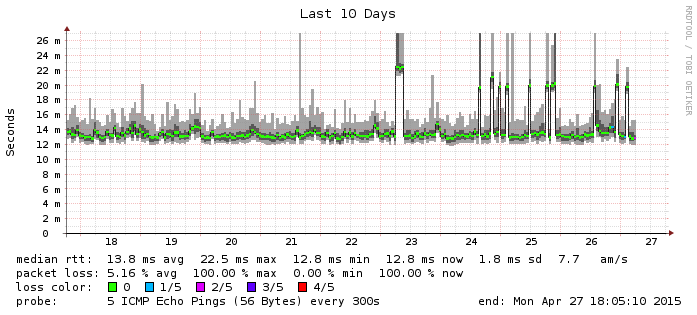 Last 10 Days
RRDTOOL / TOBI OETIKER
Seconds
26 m
24 m
22 m
20 m
18 m
16 m
14 m
12 m
10 m
8 m
6 m
4 m
2 m
0
18 19 20 21 22 23 24 25 26 27
median rtt: 13.8 ms avg 22.5 ms max 12.8 ms min 12.8 ms now 1.8 ms sd 7.7 am/s
packet loss: 5.16 % avg 100.00 % max 0.00 % min 100.00 % now
loss color: 0 1/5 2/5 3/5 4/5
probe: 5 ICMP Echo Pings (56 Bytes) every 300s end: Mon Apr 27 18:05:10 2015